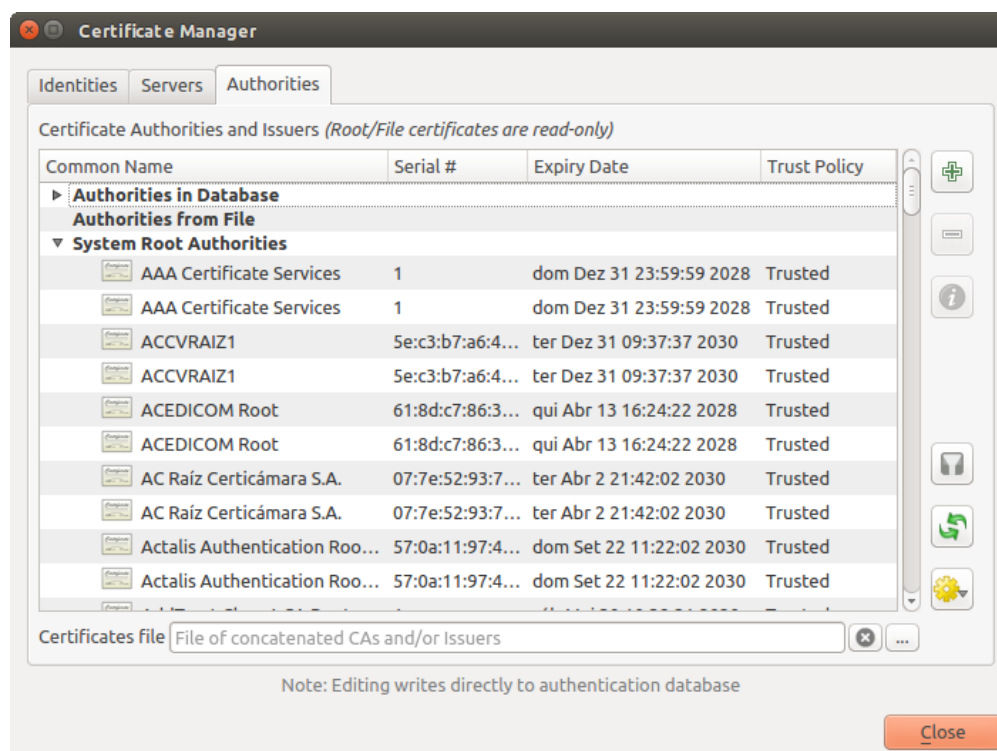 Certificate Manager
Identities Servers Authorities
Certificate Authorities and Issuers (Root/File certificates are read-only)
Common Name Serial # Expiry Date Trust Policy
Authorities in Database
Authorities from File
System Root Authorities
AAA Certificate Services 1 dom Dez 31 23:59:59 2028 Trusted
AAA Certificate Services 1 dom Dez 31 23:59:59 2028 Trusted
ACCVRAIZ1 5e:c3:b7:a6:4... ter Dez 31 09:37:37 2030 Trusted
ACCVRAIZ1 5e:c3:b7:a6:4... ter Dez 31 09:37:37 2030 Trusted
ACEDICOM Root 61:8d:c7:86:3... qui Abr 13 16:24:22 2028 Trusted
ACEDICOM Root 61:8d:c7:86:3... qui Abr 13 16:24:22 2028 Trusted
AC Raíz Certicámara S.A. 07:7e:52:93:7... ter Abr 2 21:42:02 2030 Trusted
AC Raíz Certicámara S.A. 07:7e:52:93:7... ter Abr 2 21:42:02 2030 Trusted
Actalis Authentication Roo... 57:0a:11:97:4... dom Set 22 11:22:02 2030 Trusted
Actalis Authentication Roo... 57:0a:11:97:4... dom Set 22 11:22:02 2030 Trusted
Certificates file File of concatenated CAs and/or Issuers ...
Note: Editing writes directly to authentication database
Close